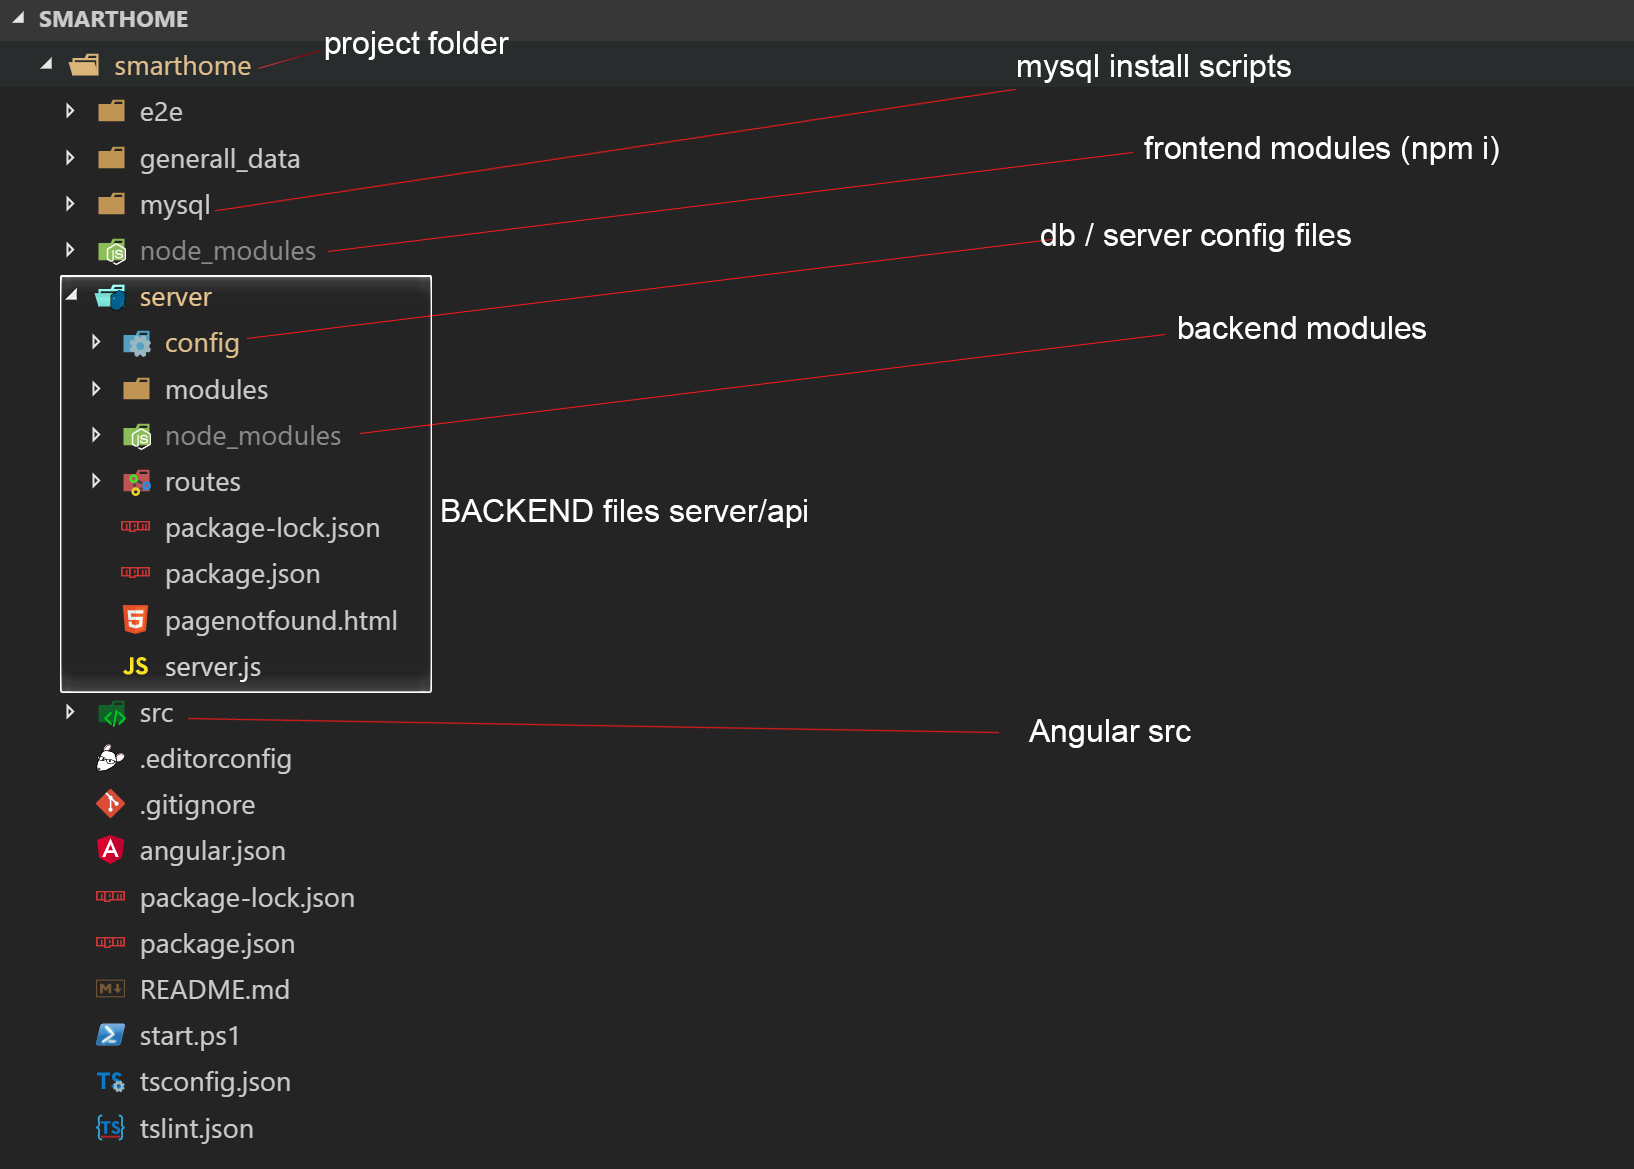 SMARTHOME
smarthome
project folder
mysql install scripts
e2e
generall_data
frontend modules (npm i)
mysql
node_modules
db / server config files
server
config
backend modules
modules
node_modules
routes
BACKEND files server/api
package-lock.json
package.json
pagenotfound.html
JS server.js
src
Angular src
.editorconfig
.gitignore
angular.json
package-lock.json
package.json
README.md
start.ps1
TS tsconfig.json
TS tslint.json